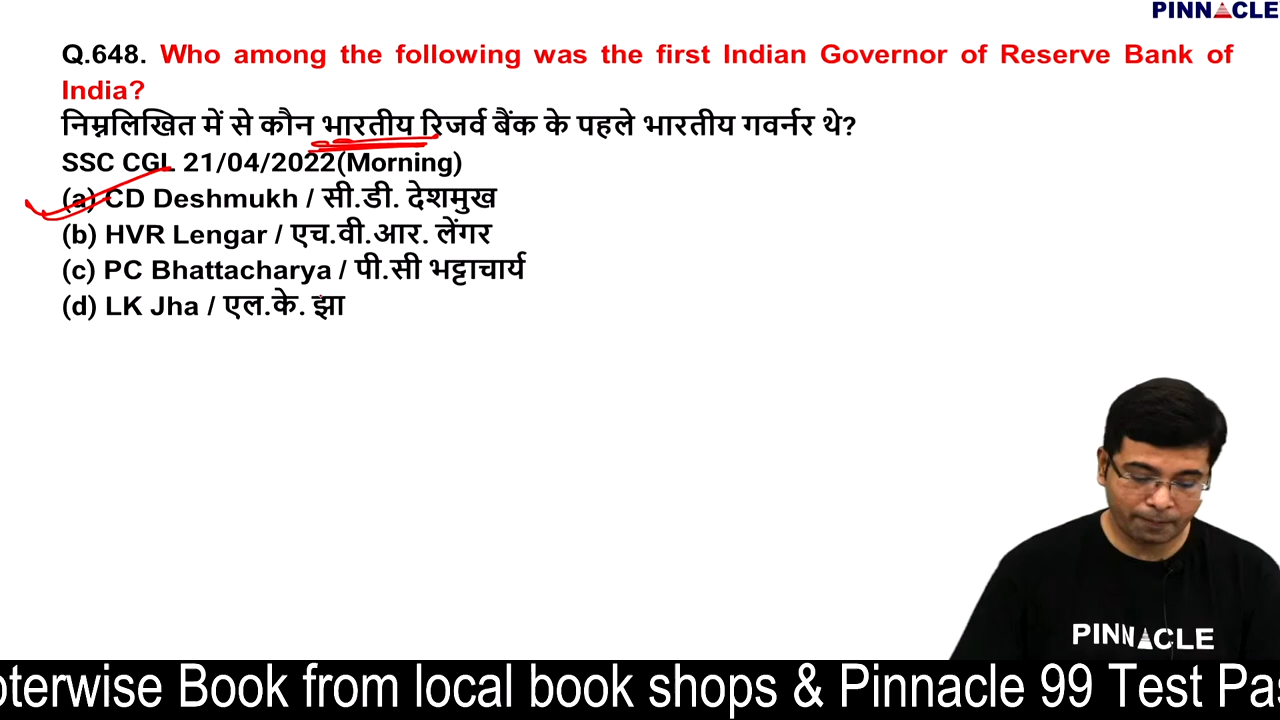 PINNACLE
Q.648. Who among the following was the first Indian Governor of Reserve Bank of
India?
निम्नलिखित में से कौन भारतीय रिजर्व बैंक के पहले भारतीय गवर्नर थे?
SSC CGL 21/04/2022(Morning)
(a) CD Deshmukh / सी.डी. देशमुख
(b) HVR Lengar / एच.वी.आर. लेंगर
(c) PC Bhattacharya / पी.सी भट्टाचार्य
(d) LK Jha / एल.के. झा
PINNACLE
Book from local book shops & Pinnacle 99 Test